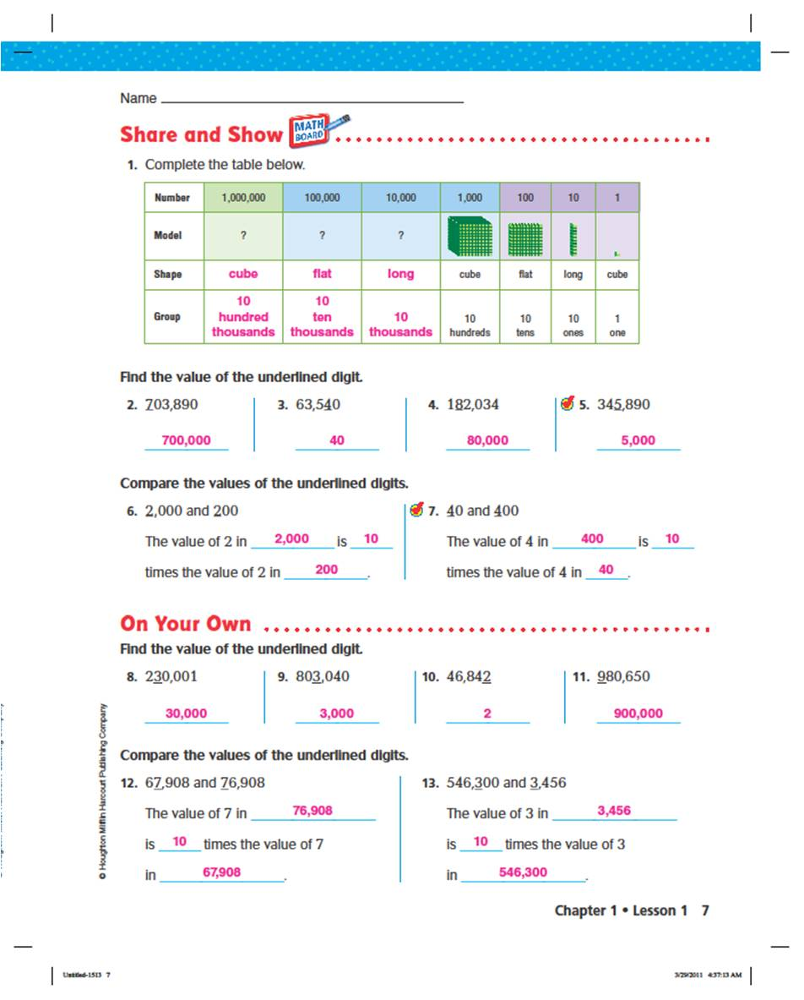 Name
Share and Show
MATH
BOARD
1. Complete the table below.
Number 1,000,000 100,000 10,000 1,000 100 10 1
Model ? ? ?
Shape cube flat long cube flat long cube
Group 10 hundred thousands 10 ten thousands 10 thousands 10 hundreds 10 tens 10 ones 1 one
Find the value of the underlined digit.
2. 703,890 3. 63,540 4. 182,034 5. 345,890
700,000 40 80,000 5,000
Compare the values of the underlined digits.
6. 2,000 and 200
The value of 2 in 2,000 is 10
times the value of 2 in 200.
7. 40 and 400
The value of 4 in 400 is 10
times the value of 4 in 40.
On Your Own
Find the value of the underlined digit.
8. 230,001 9. 803,040 10. 46,842 11. 980,650
30,000 3,000 2 900,000
Compare the values of the underlined digits.
12. 67,908 and 76,908
The value of 7 in 76,908
is 10 times the value of 7
in 67,908.
13. 546,300 and 3,456
The value of 3 in 3,456
is 10 times the value of 3
in 546,300.
© Houghton Mifflin Harcourt Publishing Company
Chapter 1 • Lesson 1 7
Untitled-1513 7
3/29/2011 4:37:13 AM